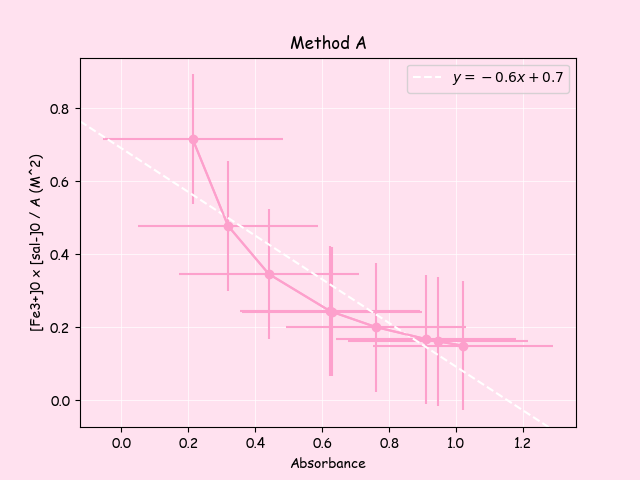 Method A
y = −0.6x + 0.7
[Fe3+]0 x [sal-]0 / A (M^2)
0.8
0.6
0.4
0.2
0.0
0.0 0.2 0.4 0.6 0.8 1.0 1.2
Absorbance